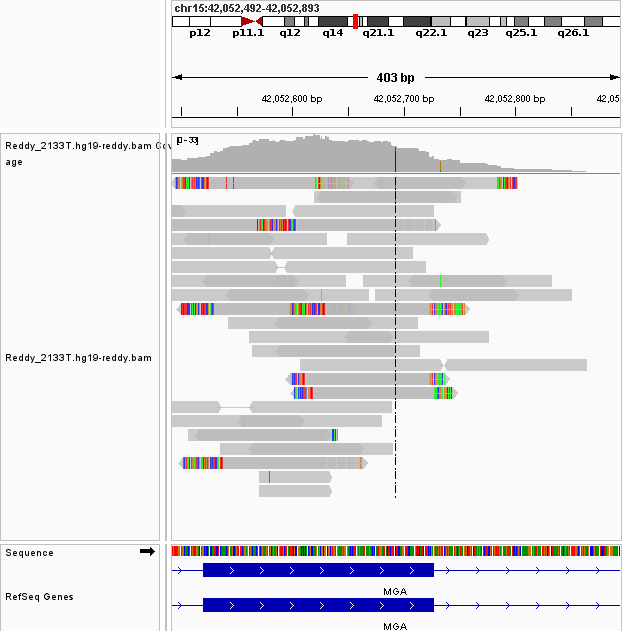 chr15:42,052,492-42,052,893
p12 p11.1 q12 q14 q21.1 q22.1 q23 q25.1 q26.1
403 bp
42,052,600 bp 42,052,700 bp 42,052,800 bp 42,05
Reddy_2133T.hg19-reddy.bam Cov
age
[0-33]
Reddy_2133T.hg19-reddy.bam
Sequence
RefSeq Genes
MGA
MGA